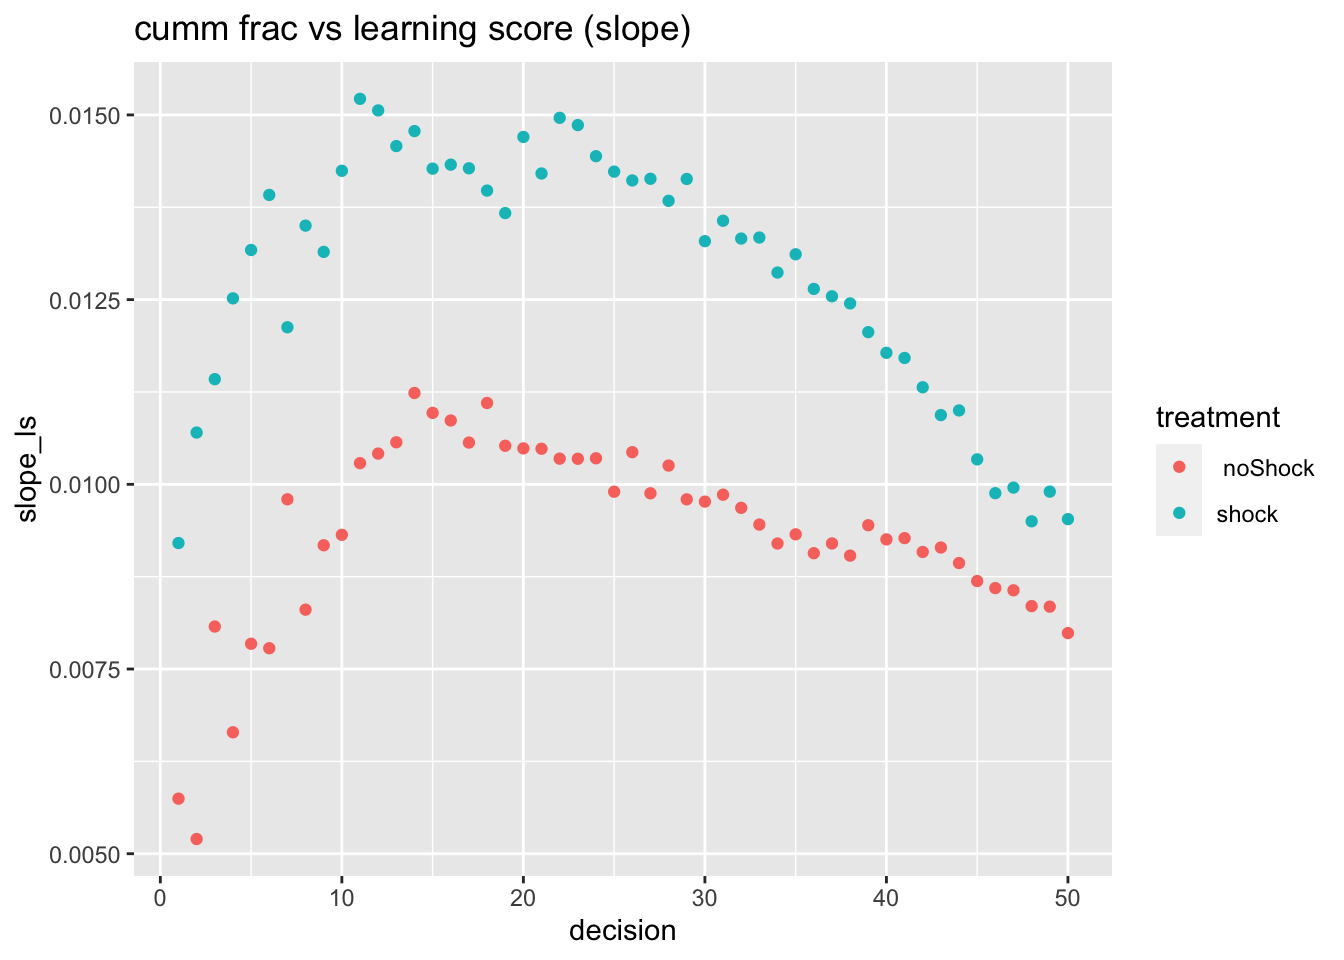 cumm frac vs learning score (slope)
0.0150
0.0125
0.0100
0.0075
0.0050
slope_ls
0 10 20 30 40 50
decision
treatment
noShock
shock